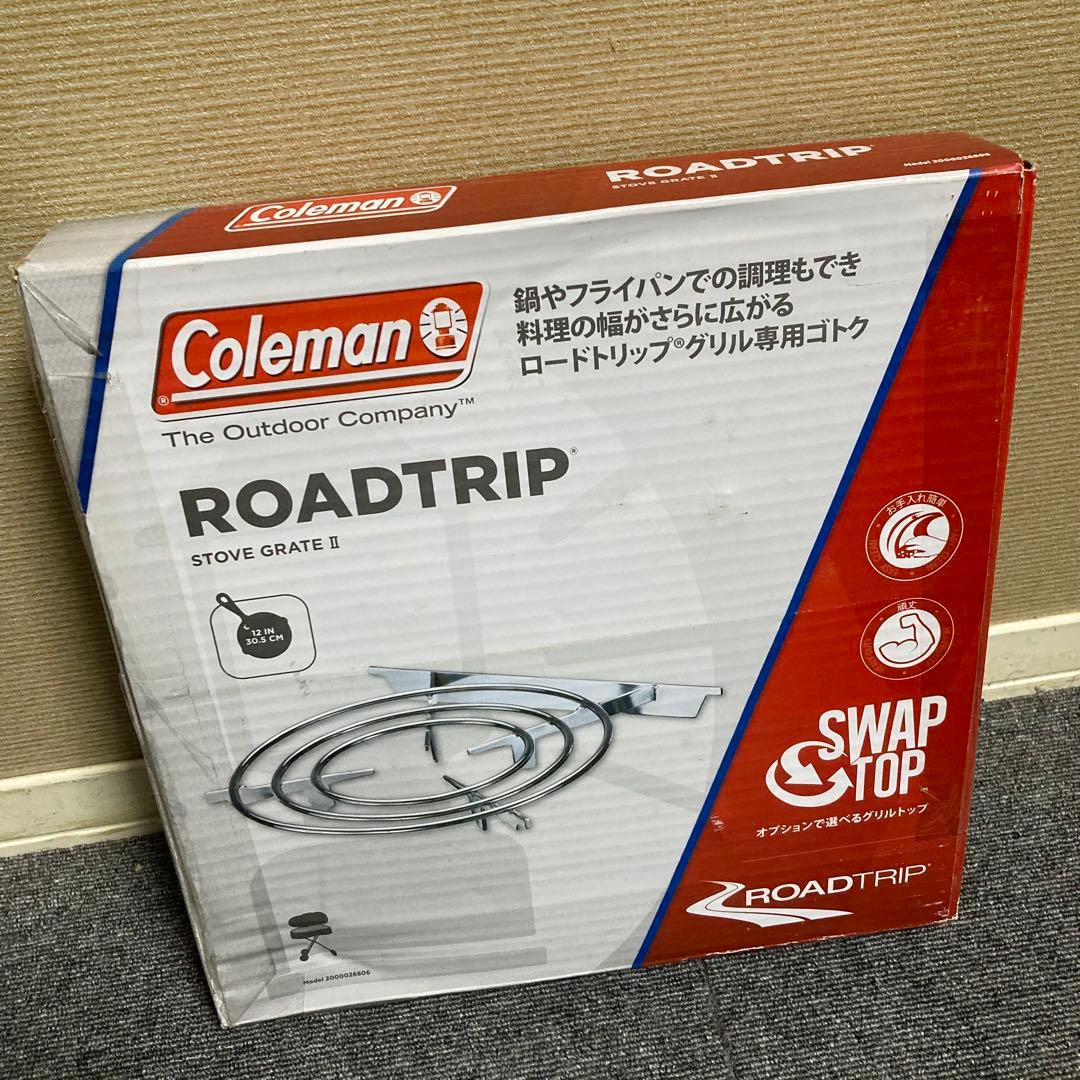 Coleman
ROADTRIP
STOVE GRATE Ⅱ
Model 2000026806
Coleman
®
The Outdoor Company™
鍋やフライパンでの調理もでき
料理の幅がさらに広がる
ロードトリップ®グリル専用ゴトク
ROADTRIP®
STOVE GRATE Ⅱ
12 IN
30.5 CM
お手入れ簡単
EASY CLEAN
頑丈
SWAP
TOP
オプションで選べるグリルトップ
ROADTRIP
Model 2000026806